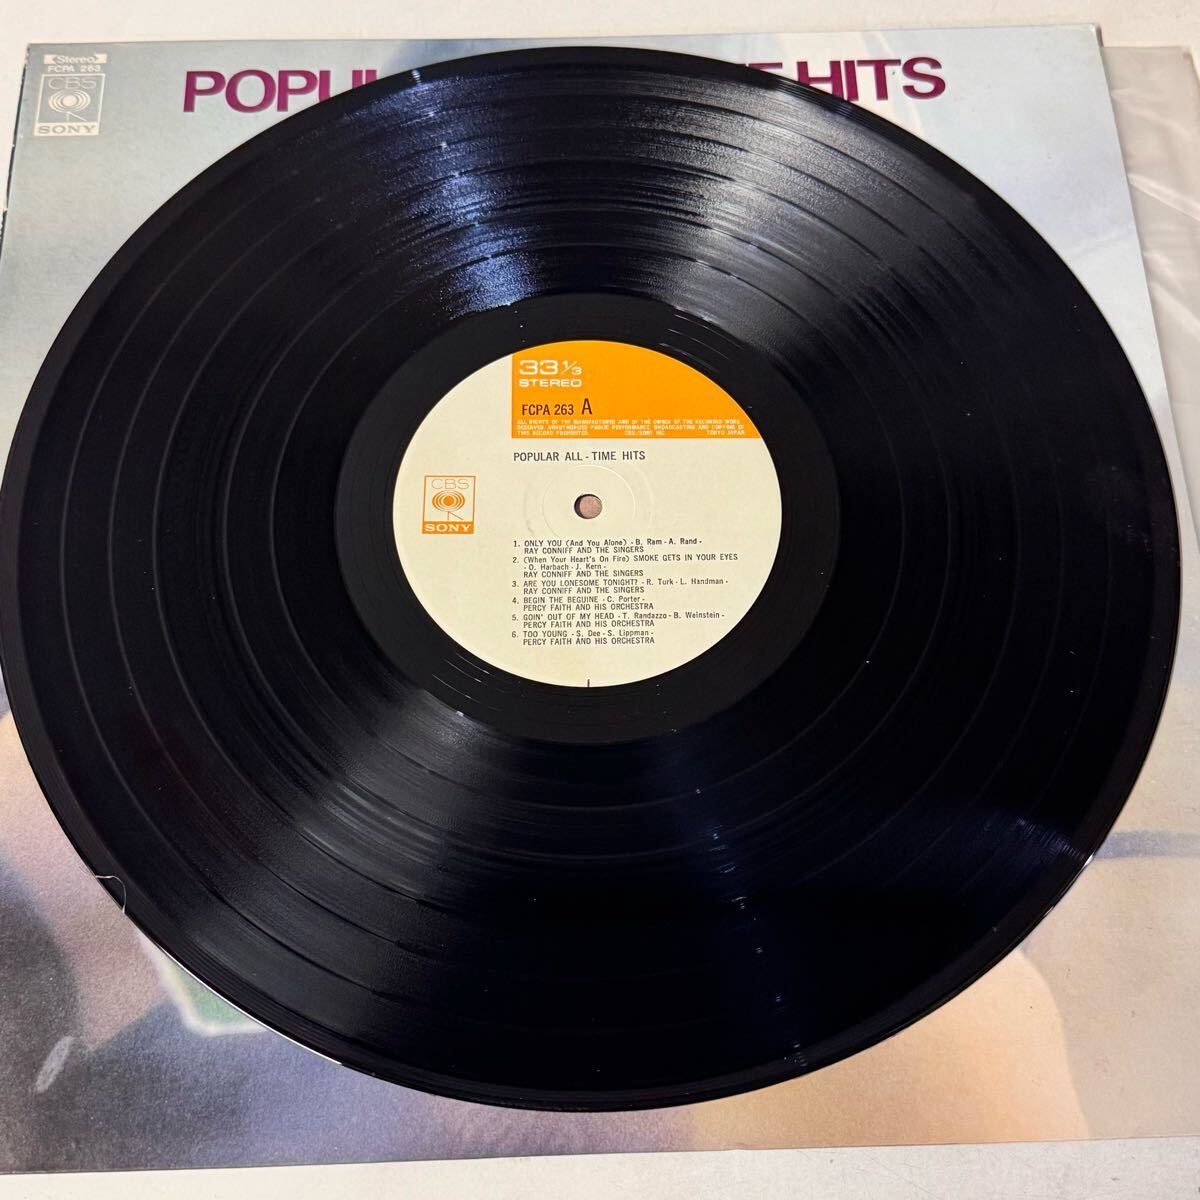 Stereo
FCPA 263
CBS
SONY
POPUL
HITS
33 1/3
STEREO
FCPA 263 A
ALL RIGHTS OF THE MANUFACTURER AND OF THE OWNER OF THE RECORDED WORK
RESERVED. UNAUTHORIZED PUBLIC PERFORMANCE BROADCASTING AND COPYING OF
THIS RECORD PROHIBITED. CBS/SONY INC. TOKYO JAPAN
POPULAR ALL-TIME HITS
CBS
SONY
1. ONLY YOU (And You Alone) - B. Ram - A. Rand -
RAY CONNIFF AND THE SINGERS
2. (When Your Heart's On Fire) SMOKE GETS IN YOUR EYES
- O. Harbach - J. Kern -
RAY CONNIFF AND THE SINGERS
3. ARE YOU LONESOME TONIGHT? - R. Turk - L. Handman -
RAY CONNIFF AND THE SINGERS
4. BEGIN THE BEGUINE - C. Porter -
PERCY FAITH AND HIS ORCHESTRA
5. GOIN' OUT OF MY HEAD - T. Randazzo - B. Weinstein -
PERCY FAITH AND HIS ORCHESTRA
6. TOO YOUNG - S. Dee - S. Lippman -
PERCY FAITH AND HIS ORCHESTRA